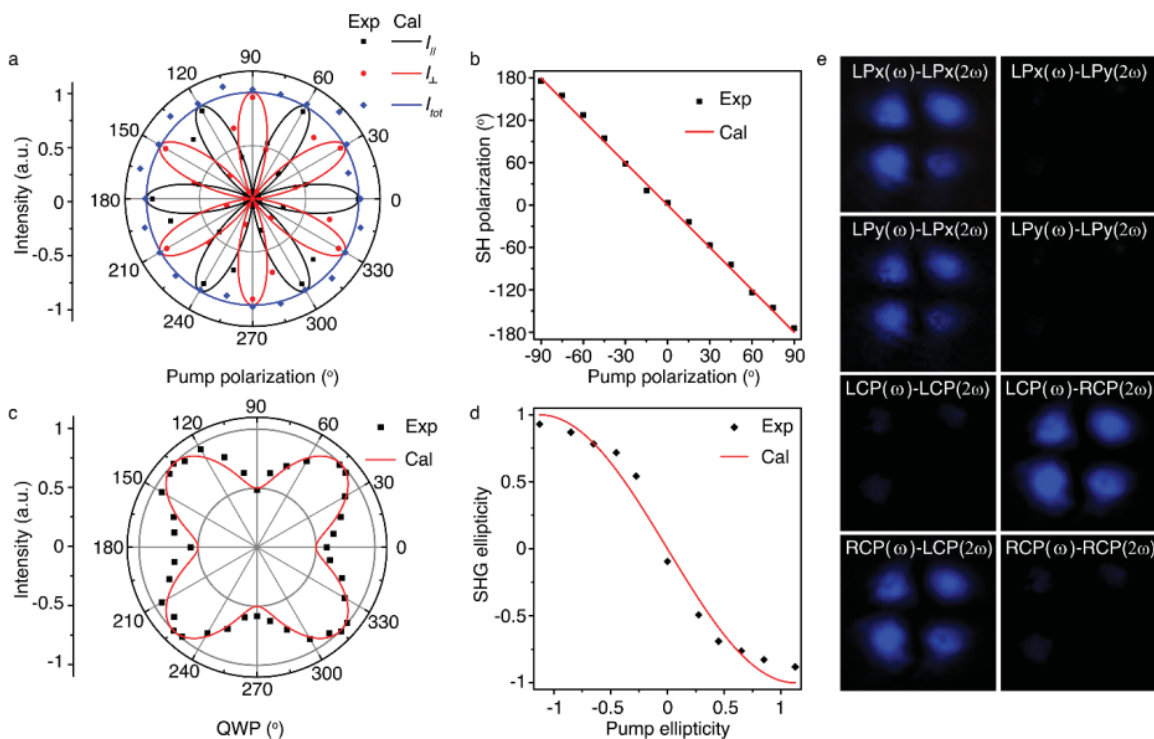 Exp Cal
I//
I⊥
Itot
a
90
120
60
1
150
30
0.5
Intensity (a.u.)
0
180
0
-0.5
210
330
-1
240
300
270
Pump polarization (°)
b
180
120
60
0
-60
-120
-180
SH polarization (°)
Exp
Cal
-90 -60 -30 0 30 60 90
Pump polarization (°)
c
90
120
60
Exp
Cal
1
150
30
0.5
Intensity (a.u.)
0
180
0
-0.5
210
330
-1
240
300
270
QWP (°)
d
1
0.5
0
-0.5
-1
SHG ellipticity
Exp
Cal
-1 -0.5 0 0.5 1
Pump ellipticity
e
LPx(ω)-LPx(2ω) LPx(ω)-LPy(2ω)
LPy(ω)-LPx(2ω) LPy(ω)-LPy(2ω)
LCP(ω)-LCP(2ω) LCP(ω)-RCP(2ω)
RCP(ω)-LCP(2ω) RCP(ω)-RCP(2ω)